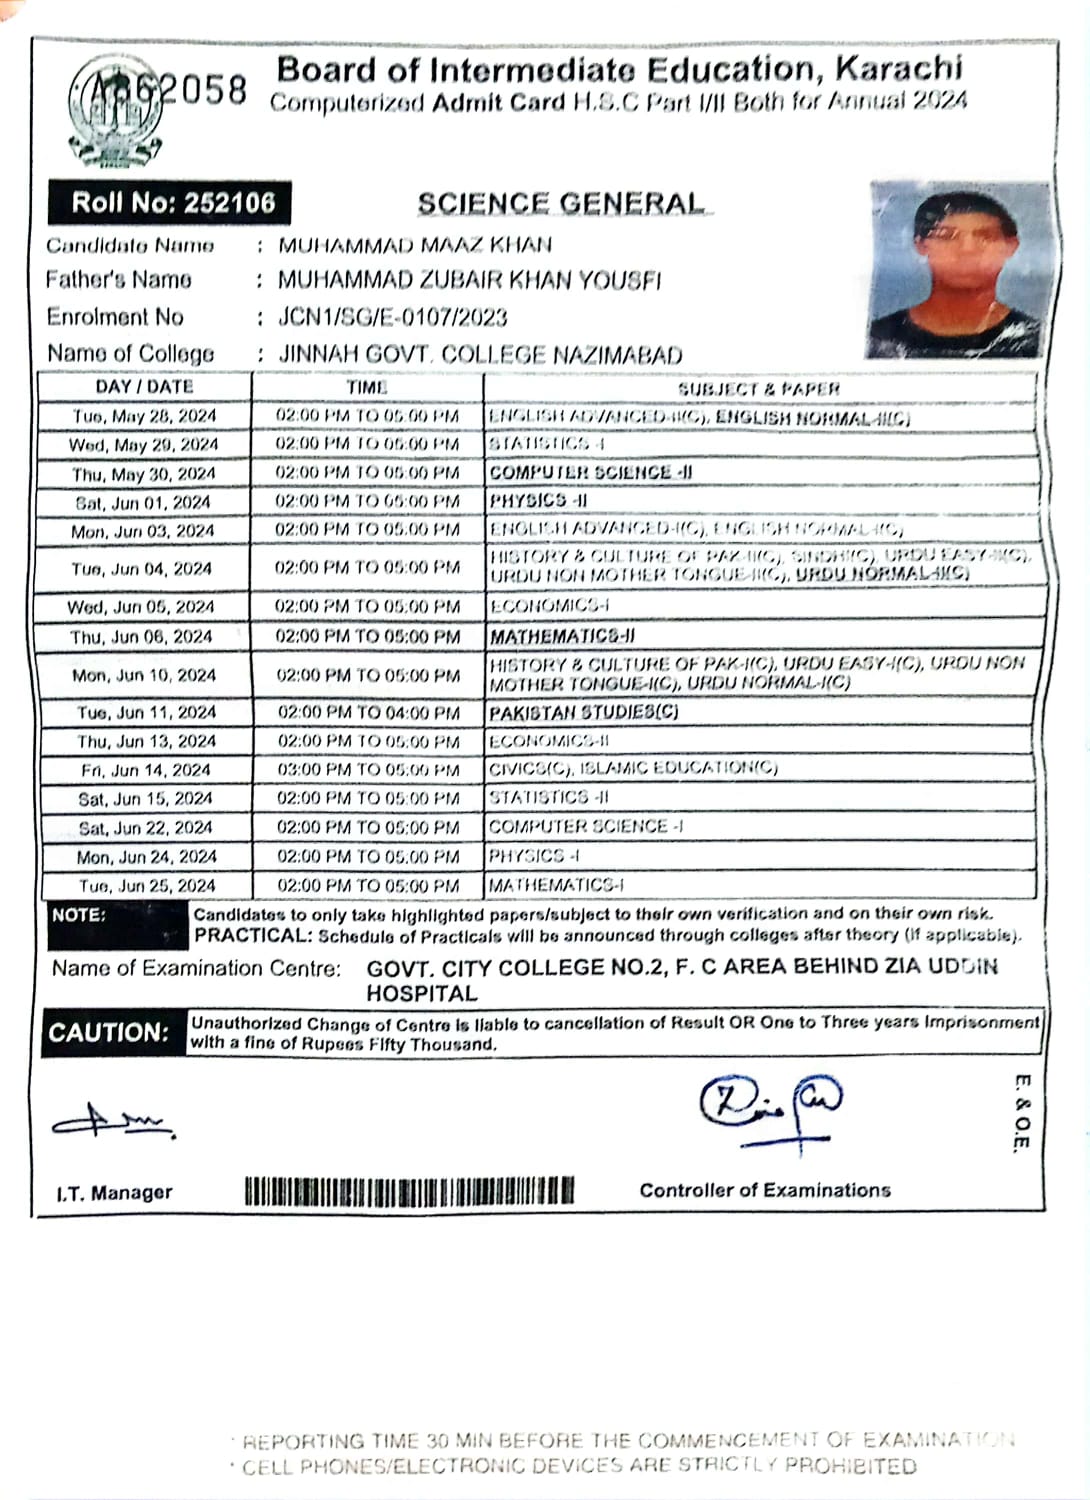 Board of Intermediate Education, Karachi
2058
Computerized Admit Card H.S.C Part I/II Both for Annual 2024
Roll No: 252106
SCIENCE GENERAL
Candidate Name : MUHAMMAD MAAZ KHAN
Father's Name : MUHAMMAD ZUBAIR KHAN YOUSFI
Enrolment No : JCN1/SG/E-0107/2023
Name of College : JINNAH GOVT. COLLEGE NAZIMABAD
DAY / DATE TIME SUBJECT & PAPER
Tue, May 28, 2024 02:00 PM TO 05:00 PM ENGLISH ADVANCED-II(C), ENGLISH NORMAL-II(C)
Wed, May 29, 2024 02:00 PM TO 05:00 PM STATISTICS -I
Thu, May 30, 2024 02:00 PM TO 05:00 PM COMPUTER SCIENCE -II
Sat, Jun 01, 2024 02:00 PM TO 05:00 PM PHYSICS -II
Mon, Jun 03, 2024 02:00 PM TO 05:00 PM ENGLISH ADVANCED-I(C), ENGLISH NORMAL-I(C)
Tue, Jun 04, 2024 02:00 PM TO 05:00 PM HISTORY & CULTURE OF PAK-II(C), SINDHI(C), URDU EASY-II(C),
URDU NON MOTHER TONGUE-II(C), URDU NORMAL-II(C)
Wed, Jun 05, 2024 02:00 PM TO 05:00 PM ECONOMICS-I
Thu, Jun 06, 2024 02:00 PM TO 05:00 PM MATHEMATICS-II
Mon, Jun 10, 2024 02:00 PM TO 05:00 PM HISTORY & CULTURE OF PAK-I(C), URDU EASY-I(C), URDU NON
MOTHER TONGUE-I(C), URDU NORMAL-I(C)
Tue, Jun 11, 2024 02:00 PM TO 04:00 PM PAKISTAN STUDIES(C)
Thu, Jun 13, 2024 02:00 PM TO 05:00 PM ECONOMICS-II
Fri, Jun 14, 2024 03:00 PM TO 05:00 PM CIVICS(C), ISLAMIC EDUCATION(C)
Sat, Jun 15, 2024 02:00 PM TO 05:00 PM STATISTICS -II
Sat, Jun 22, 2024 02:00 PM TO 05:00 PM COMPUTER SCIENCE -I
Mon, Jun 24, 2024 02:00 PM TO 05:00 PM PHYSICS -I
Tue, Jun 25, 2024 02:00 PM TO 05:00 PM MATHEMATICS-I
NOTE: Candidates to only take highlighted papers/subject to their own verification and on their own risk.
PRACTICAL: Schedule of Practicals will be announced through colleges after theory (if applicable).
Name of Examination Centre: GOVT. CITY COLLEGE NO.2, F. C AREA BEHIND ZIA UDDIN
HOSPITAL
CAUTION: Unauthorized Change of Centre is liable to cancellation of Result OR One to Three years Imprisonment
with a fine of Rupees Fifty Thousand.
E. & O.E.
I.T. Manager
Controller of Examinations
* REPORTING TIME 30 MIN BEFORE THE COMMENCEMENT OF EXAMINATION
* CELL PHONES/ELECTRONIC DEVICES ARE STRICTLY PROHIBITED